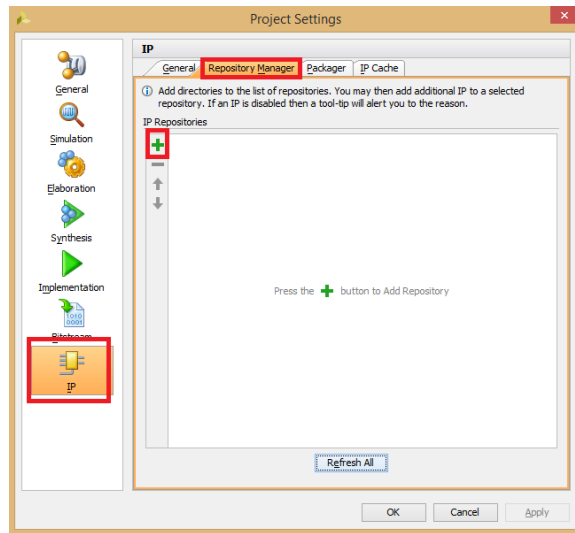 Project Settings
General
Simulation
Elaboration
Synthesis
Implementation
1010
0001
Bitstream
IP
IP
General Repository Manager Packager IP Cache
Add directories to the list of repositories. You may then add additional IP to a selected
repository. If an IP is disabled then a tool-tip will alert you to the reason.
IP Repositories
Press the button to Add Repository
Refresh All
OK Cancel Apply